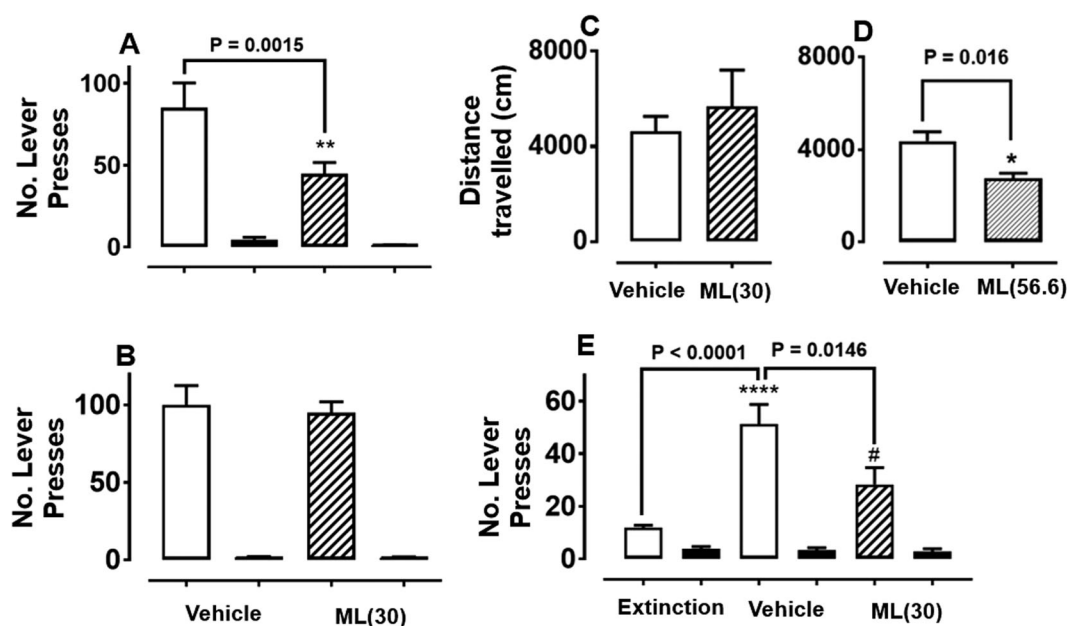 A
P = 0.0015
No. Lever
Presses
100
50
0
**
B
No. Lever
Presses
100
50
0
Vehicle
ML(30)
C
Distance
travelled (cm)
8000
4000
0
Vehicle
ML(30)
D
8000
4000
0
P = 0.016
*
Vehicle
ML(56.6)
E
P < 0.0001
P = 0.0146
No. Lever
Presses
60
40
20
0
****
#
Extinction
Vehicle
ML(30)